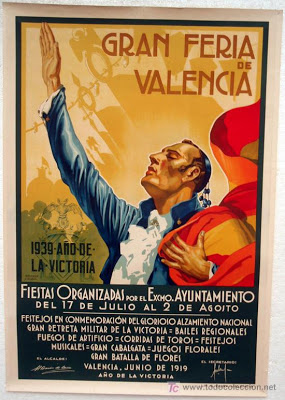 GRAN FERIA
DE
VALENCIA
1939 AÑO DE
LA VICTORIA
FIESTAS ORGANIZADAS POR EL EXCMO. AYUNTAMIENTO
DEL 17 DE JULIO AL 2 DE AGOSTO
FESTEJOS EN CONMEMORACIÓN DEL GLORIOSO ALZAMIENTO NACIONAL
GRAN RETRETA MILITAR DE LA VICTORIA = BAILES REGIONALES
FUEGOS DE ARTIFICIO = CORRIDAS DE TOROS = FESTEJOS
MUSICALES = GRAN CABALGATA = JUEGOS FLORALES
GRAN BATALLA DE FLORES
EL ALCALDE:
EL SECRETARIO:
VALENCIA, JUNIO DE 1919
AÑO DE LA VICTORIA
todocoleccion.net